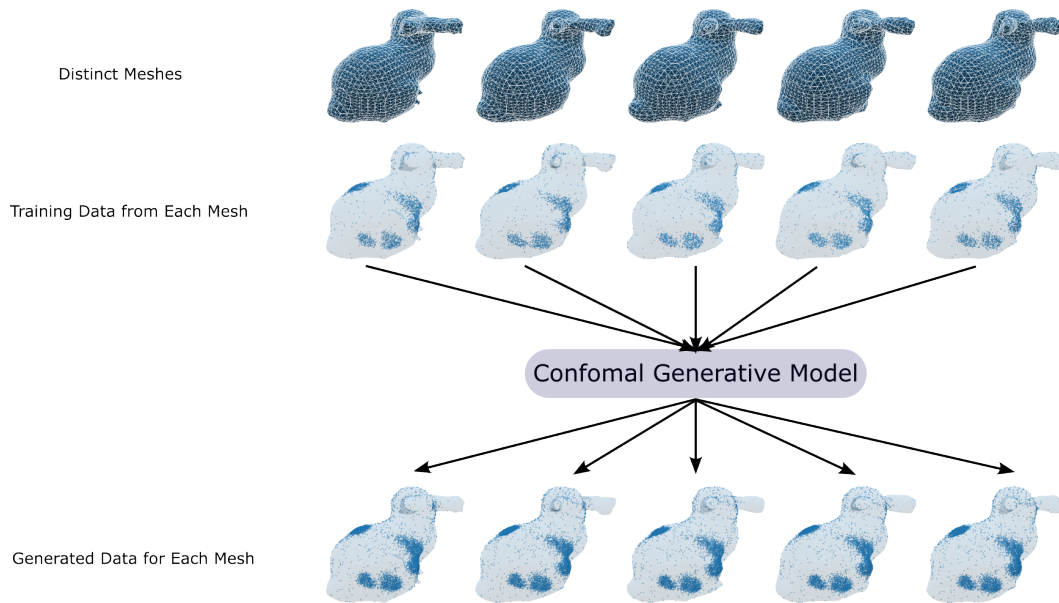 Distinct Meshes
Training Data from Each Mesh
Confomal Generative Model
Generated Data for Each Mesh